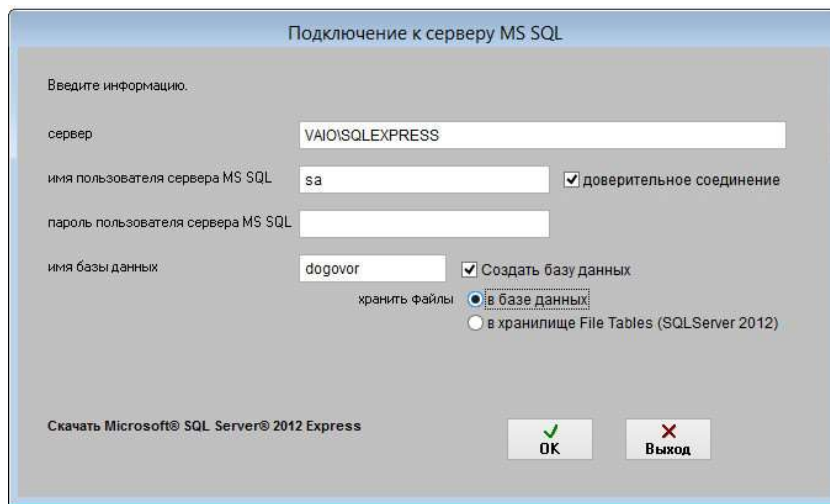 Подключение к серверу MS SQL
Введите информацию.
сервер VAIO\SQLEXPRESS
имя пользователя сервера MS SQL sa доверительное соединение
пароль пользователя сервера MS SQL
имя базы данных dogovor Создать базу данных
хранить файлы в базе данных
в хранилище File Tables (SQLServer 2012)
Скачать Microsoft® SQL Server® 2012 Express OK Выход